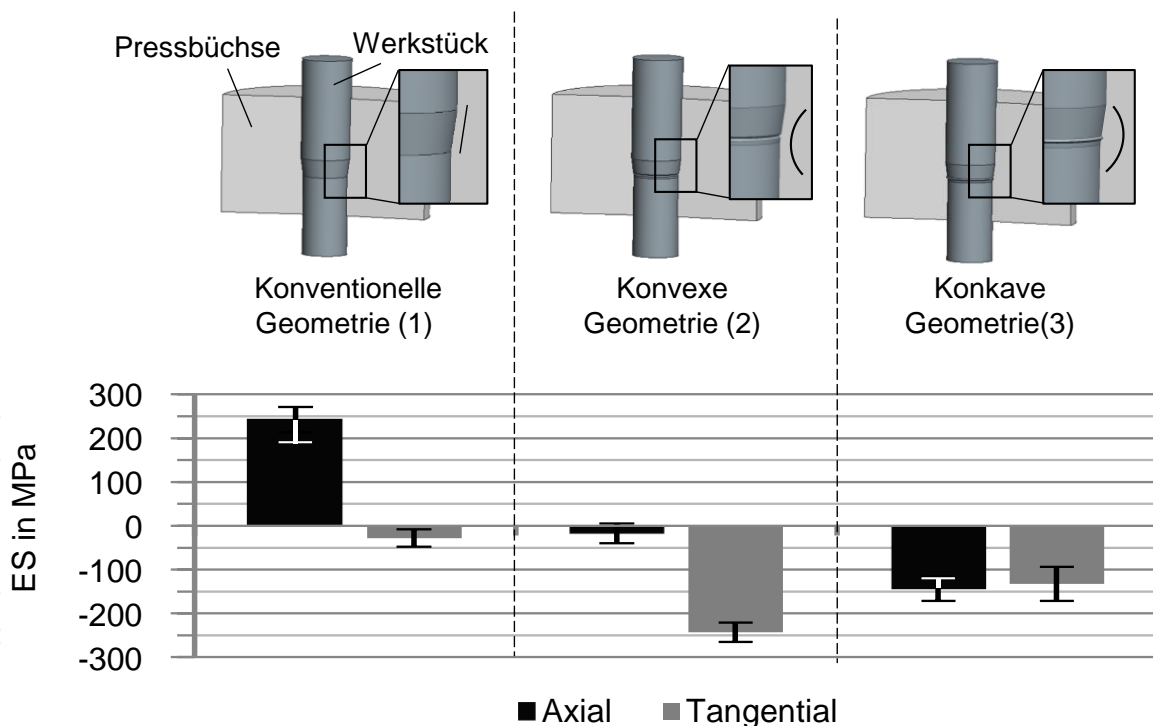 Pressbüchse
Werkstück
Konventionelle
Geometrie (1)
Konvexe
Geometrie (2)
Konkave
Geometrie(3)
ES in MPa
300
200
100
0
-100
-200
-300
Axial
Tangential